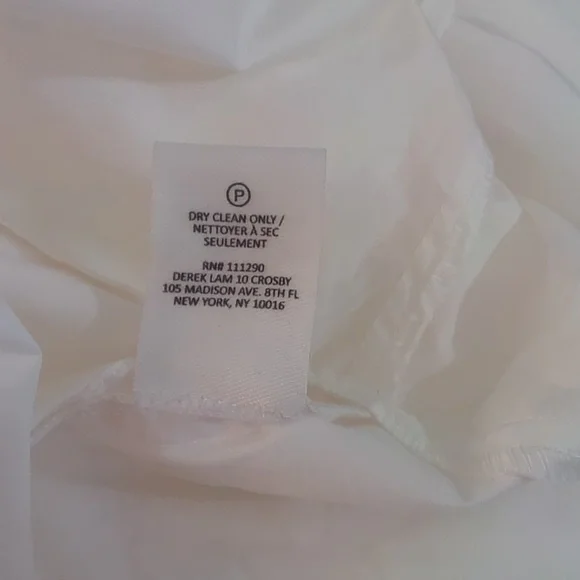 P
DRY CLEAN ONLY /
NETTOYER À SEC
SEULEMENT
RN# 111290
DEREK LAM 10 CROSBY
105 MADISON AVE. 8TH FL
NEW YORK, NY 10016